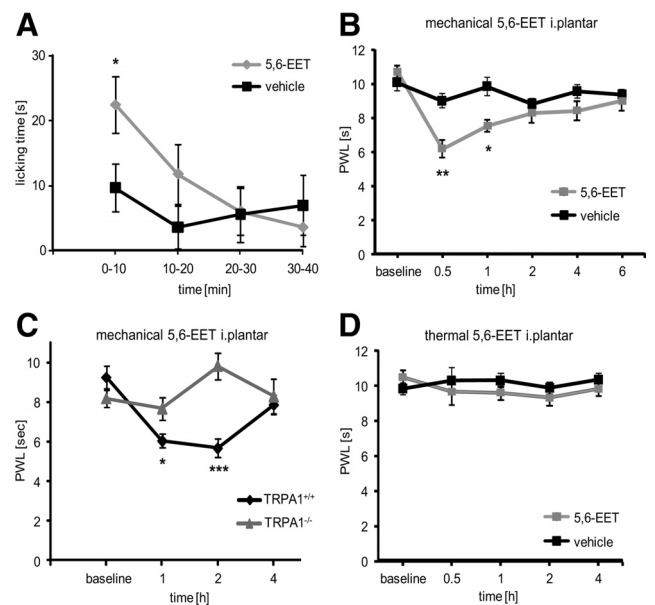 A
30
20
10
0
licking time [s]
*
5,6-EET
vehicle
0-10
10-20
20-30
30-40
time [min]
B
mechanical 5,6-EET i.plantar
12
10
8
6
4
2
0
PWL [s]
**
*
5,6-EET
vehicle
baseline
0.5
1
2
4
6
time [h]
C
mechanical 5,6-EET i.plantar
10
8
6
4
2
0
PWL [sec]
*
***
TRPA1+/+
TRPA1-/-
baseline
1
2
4
time [h]
D
thermal 5,6-EET i.plantar
12
10
8
6
4
2
0
PWL [s]
5,6-EET
vehicle
baseline
0.5
1
2
4
time [h]